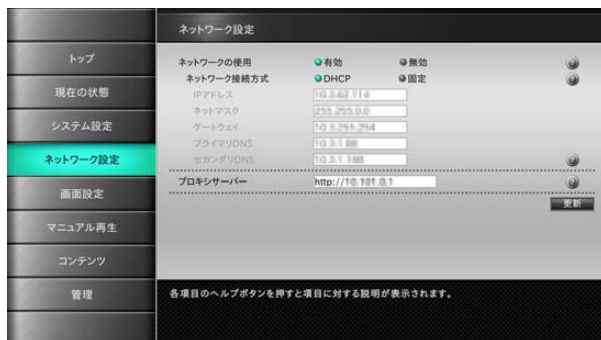 ネットワーク設定
トップ
現在の状態
システム設定
ネットワーク設定
画面設定
マニュアル再生
コンテンツ
管理
ネットワークの使用 有効 無効 ?
ネットワーク接続方式 DHCP 固定 ?
IPアドレス
ネットマスク 255.255.0.0
ゲートウェイ
プライマリDNS
セカンダリDNS ?
プロキシサーバー http:// ?
更新
各項目のヘルプボタンを押すと項目に対する説明が表示されます。